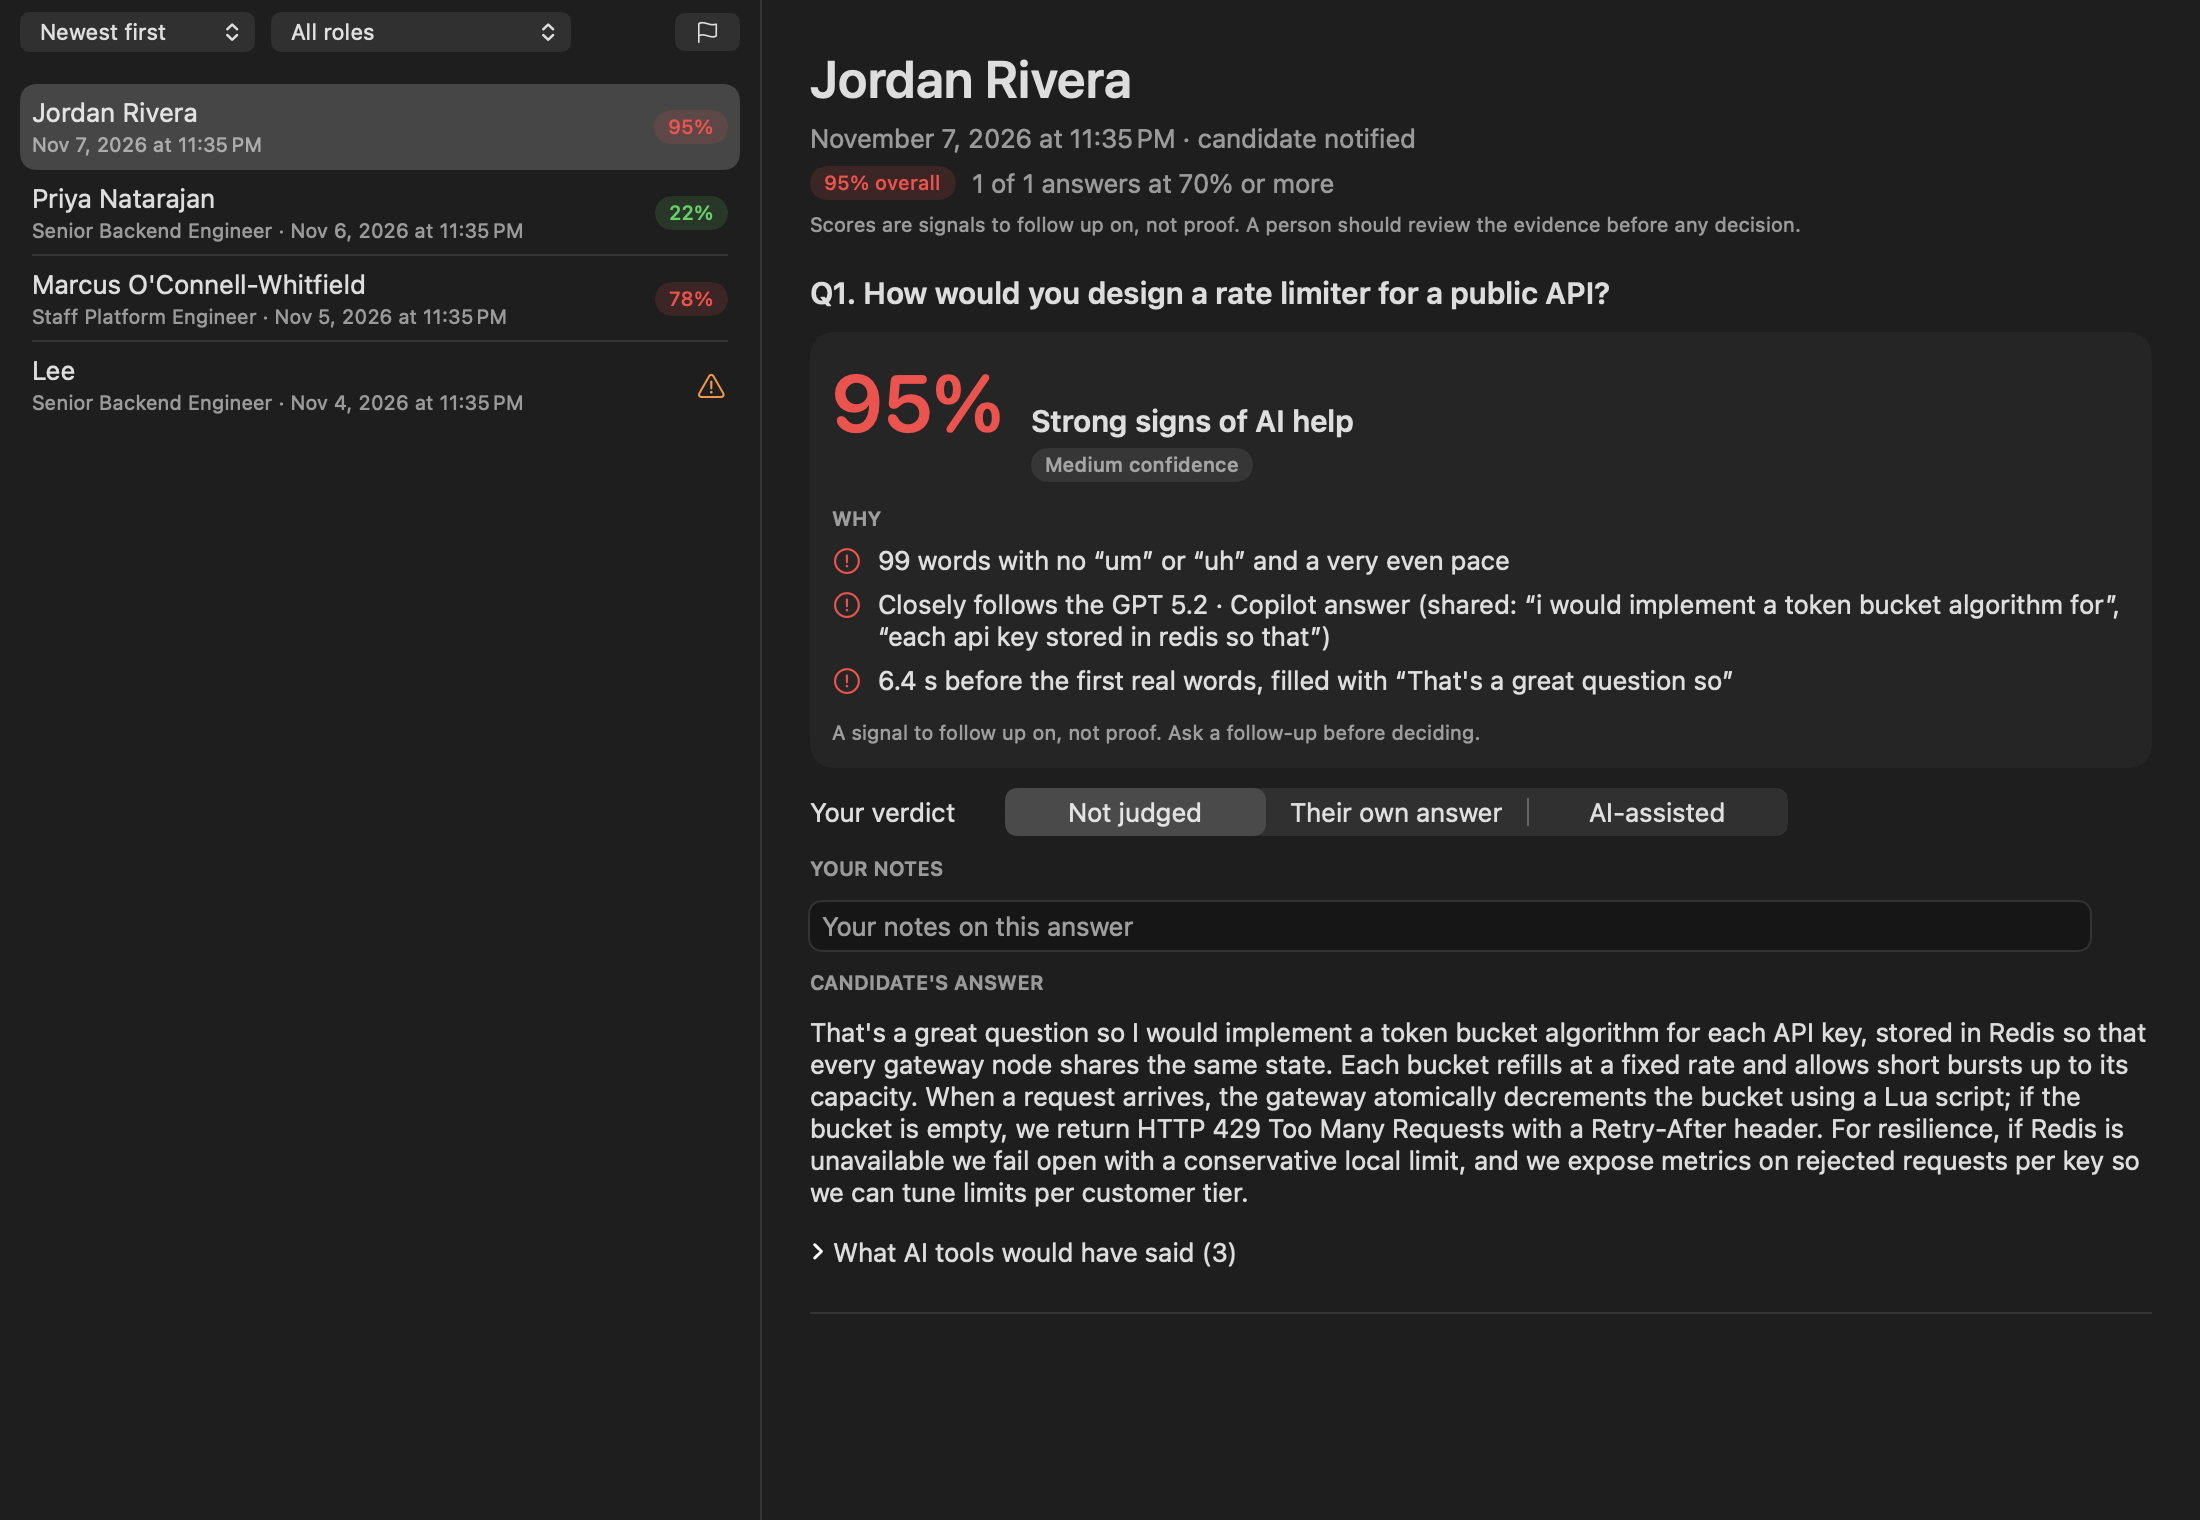 Newest first
All roles
Jordan Rivera
Nov 7, 2026 at 11:35 PM
95%
Priya Natarajan
Senior Backend Engineer · Nov 6, 2026 at 11:35 PM
22%
Marcus O'Connell-Whitfield
Staff Platform Engineer · Nov 5, 2026 at 11:35 PM
78%
Lee
Senior Backend Engineer · Nov 4, 2026 at 11:35 PM
Jordan Rivera
November 7, 2026 at 11:35 PM · candidate notified
95% overall
1 of 1 answers at 70% or more
Scores are signals to follow up on, not proof. A person should review the evidence before any decision.
Q1. How would you design a rate limiter for a public API?
95%
Strong signs of AI help
Medium confidence
WHY
99 words with no “um” or “uh” and a very even pace
Closely follows the GPT 5.2 · Copilot answer (shared: “i would implement a token bucket algorithm for”,
“each api key stored in redis so that”)
6.4 s before the first real words, filled with “That's a great question so”
A signal to follow up on, not proof. Ask a follow-up before deciding.
Your verdict
Not judged
Their own answer
AI-assisted
YOUR NOTES
Your notes on this answer
CANDIDATE'S ANSWER
That's a great question so I would implement a token bucket algorithm for each API key, stored in Redis so that
every gateway node shares the same state. Each bucket refills at a fixed rate and allows short bursts up to its
capacity. When a request arrives, the gateway atomically decrements the bucket using a Lua script; if the
bucket is empty, we return HTTP 429 Too Many Requests with a Retry-After header. For resilience, if Redis is
unavailable we fail open with a conservative local limit, and we expose metrics on rejected requests per key so
we can tune limits per customer tier.
What AI tools would have said (3)